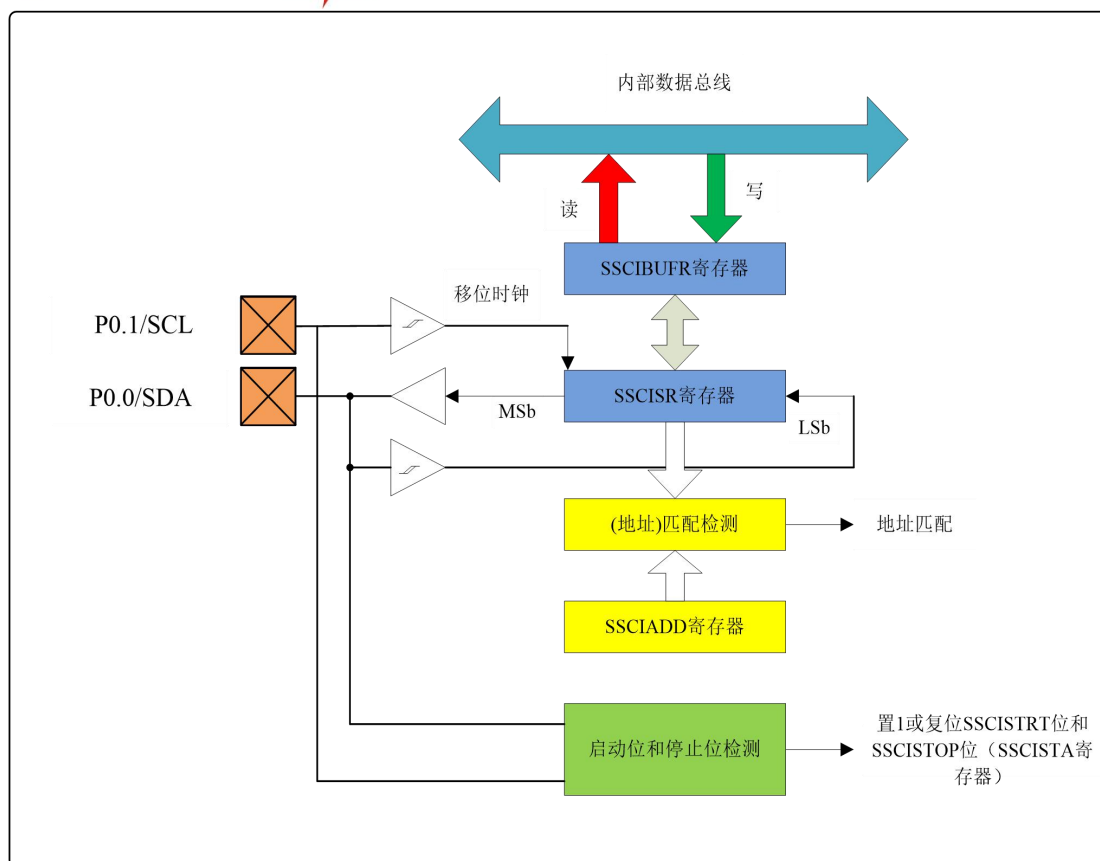 内部数据总线
读
写
SSCIBUFR寄存器
移位时钟
P0.1/SCL
P0.0/SDA
MSb
SSCISR寄存器
LSb
(地址)匹配检测
地址匹配
SSCIADD寄存器
启动位和停止位检测
置1或复位SSCISTRT位和
SSCISTOP位（SSCISTA寄
存器）